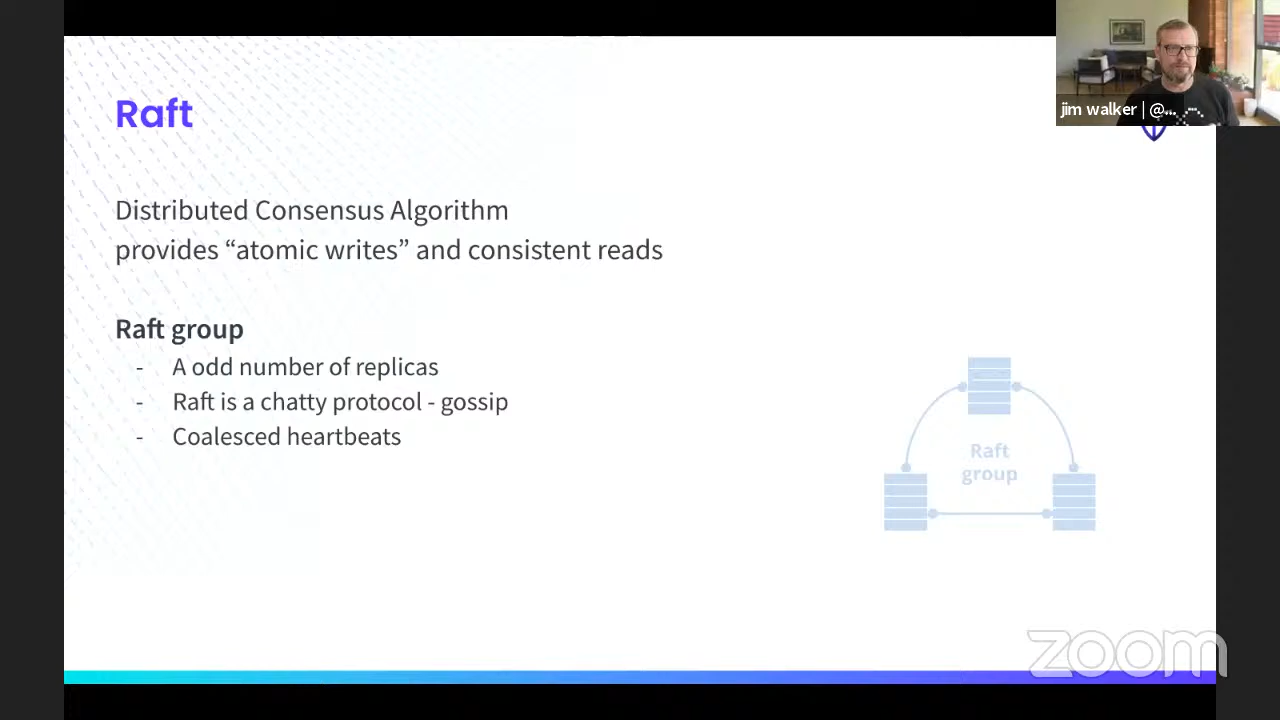 Raft
jim walker | @...
Distributed Consensus Algorithm
provides “atomic writes” and consistent reads
Raft group
- A odd number of replicas
- Raft is a chatty protocol - gossip
- Coalesced heartbeats
Raft
group
zoom